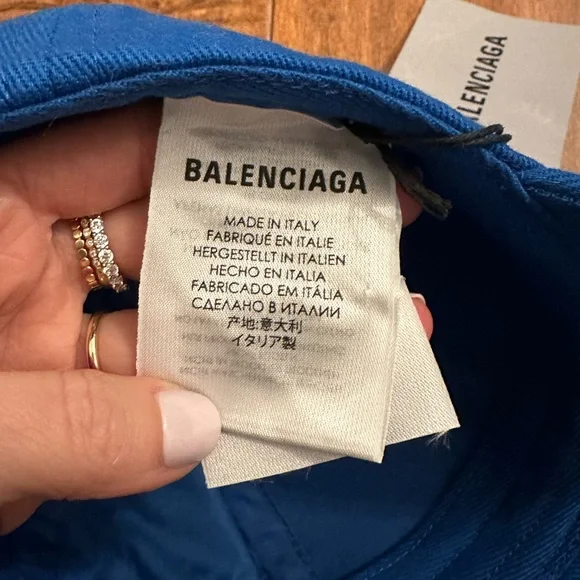 BALENCIAGA
BALENCIAGA
MADE IN ITALY
FABRIQUÉ EN ITALIE
HERGESTELLT IN ITALIEN
HECHO EN ITALIA
FABRICADO EM ITÁLIA
СДЕЛАНО В ИТАЛИИ
产地:意大利
イタリア製